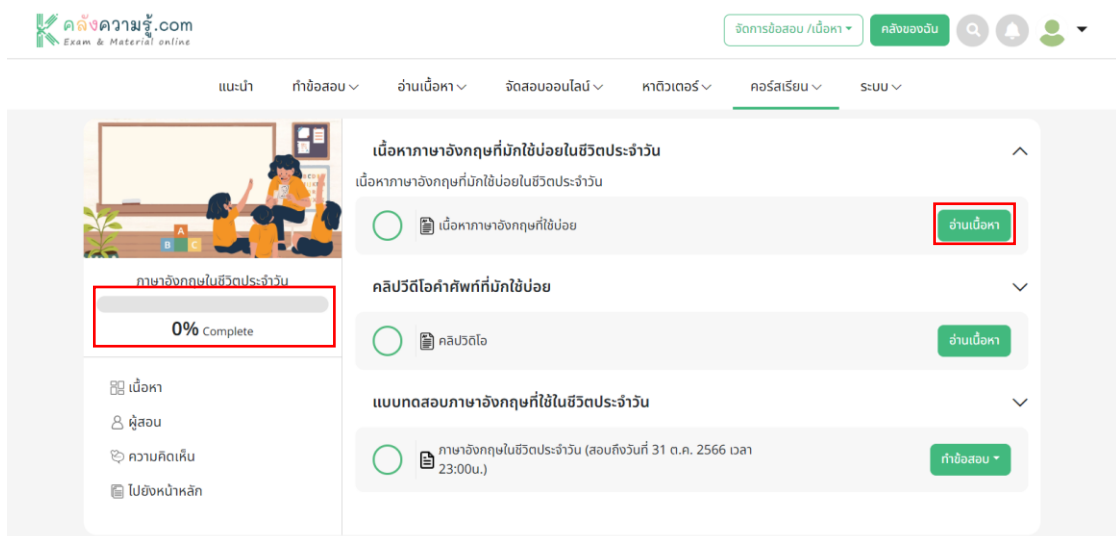 คลังความรู้.com
Exam & Material online
จัดการข้อสอบ /เนื้อหา
คลังของฉัน
แนะนำ
ทำข้อสอบ
อ่านเนื้อหา
จัดสอบออนไลน์
หาติวเตอร์
คอร์สเรียน
ระบบ
A
B
C
ภาษาอังกฤษในชีวิตประจำวัน
0% Complete
เนื้อหา
ผู้สอน
ความคิดเห็น
ไปยังหน้าหลัก
เนื้อหาภาษาอังกฤษที่มักใช้บ่อยในชีวิตประจำวัน
เนื้อหาภาษาอังกฤษที่มักใช้บ่อยในชีวิตประจำวัน
เนื้อหาภาษาอังกฤษที่ใช้บ่อย
อ่านเนื้อหา
คลิปวีดีโอคำศัพท์ที่มักใช้บ่อย
คลิปวิดิโอ
อ่านเนื้อหา
แบบทดสอบภาษาอังกฤษที่ใช้ในชีวิตประจำวัน
ภาษาอังกฤษในชีวิตประจำวัน (สอบถึงวันที่ 31 ต.ค. 2566 เวลา
23:00น.)
ทำข้อสอบ